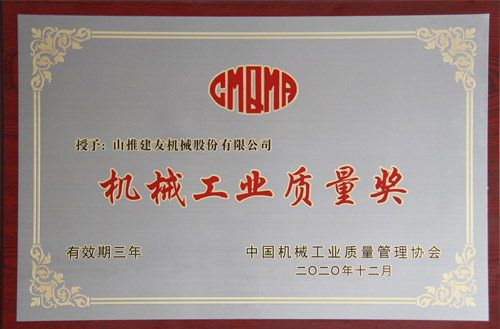 CMQMA
授予：山推建友机械股份有限公司
机械工业质量奖
有效期三年
中国机械工业质量管理协会
二〇二〇年十二月